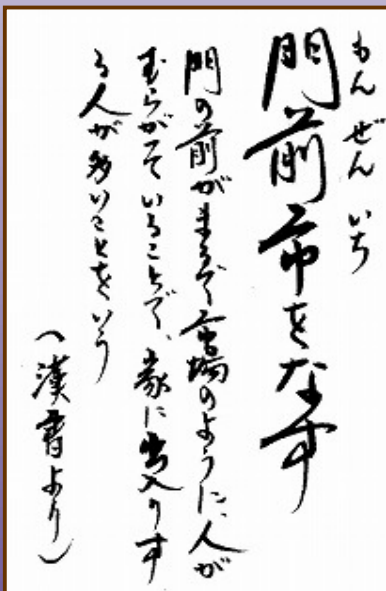 もん ぜん いち
門前市をなす
門の前がまるで市場のように、人が
むらがっていることで、家に出入りす
る人が多いことをいう
(漢書より)